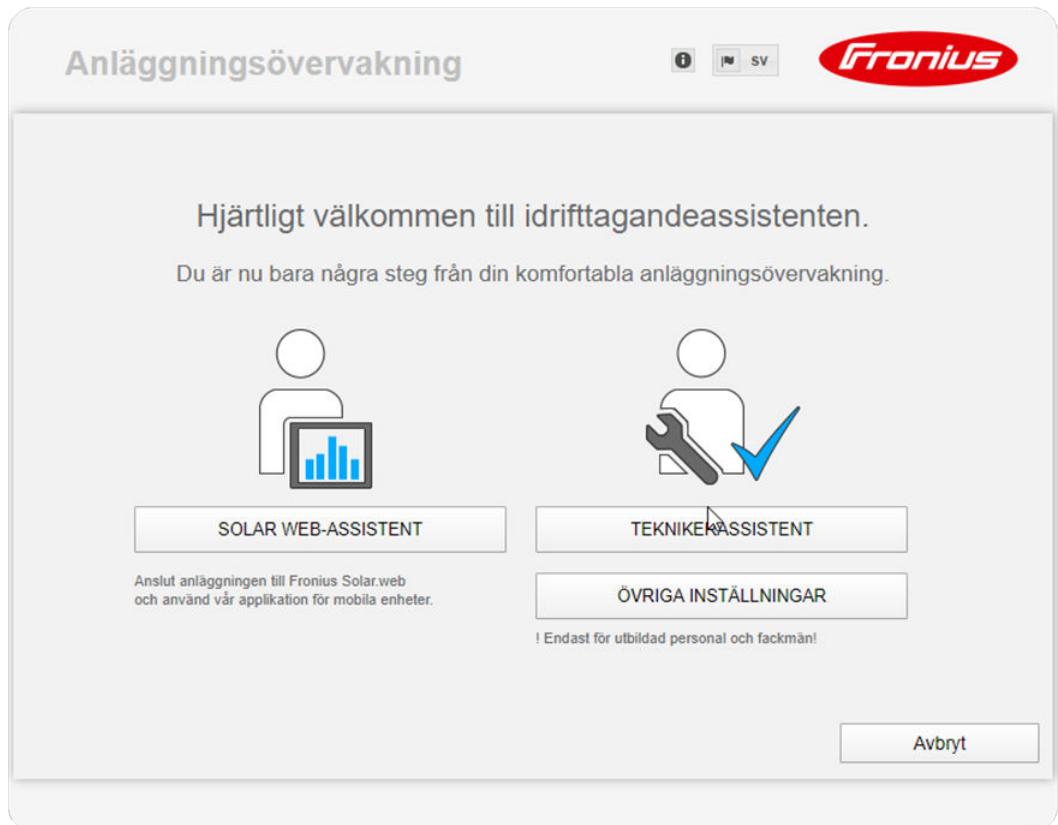 Anläggningsövervakning
SV
Fronius
Hjärtligt välkommen till idrifttagandeassistenten.
Du är nu bara några steg från din komfortabla anläggningsövervakning.
SOLAR WEB-ASSISTENT
TEKNIKERASSISTENT
Anslut anläggningen till Fronius Solar.web
och använd vår applikation för mobila enheter.
ÖVRIGA INSTÄLLNINGAR
! Endast för utbildad personal och fackmän!
Avbryt